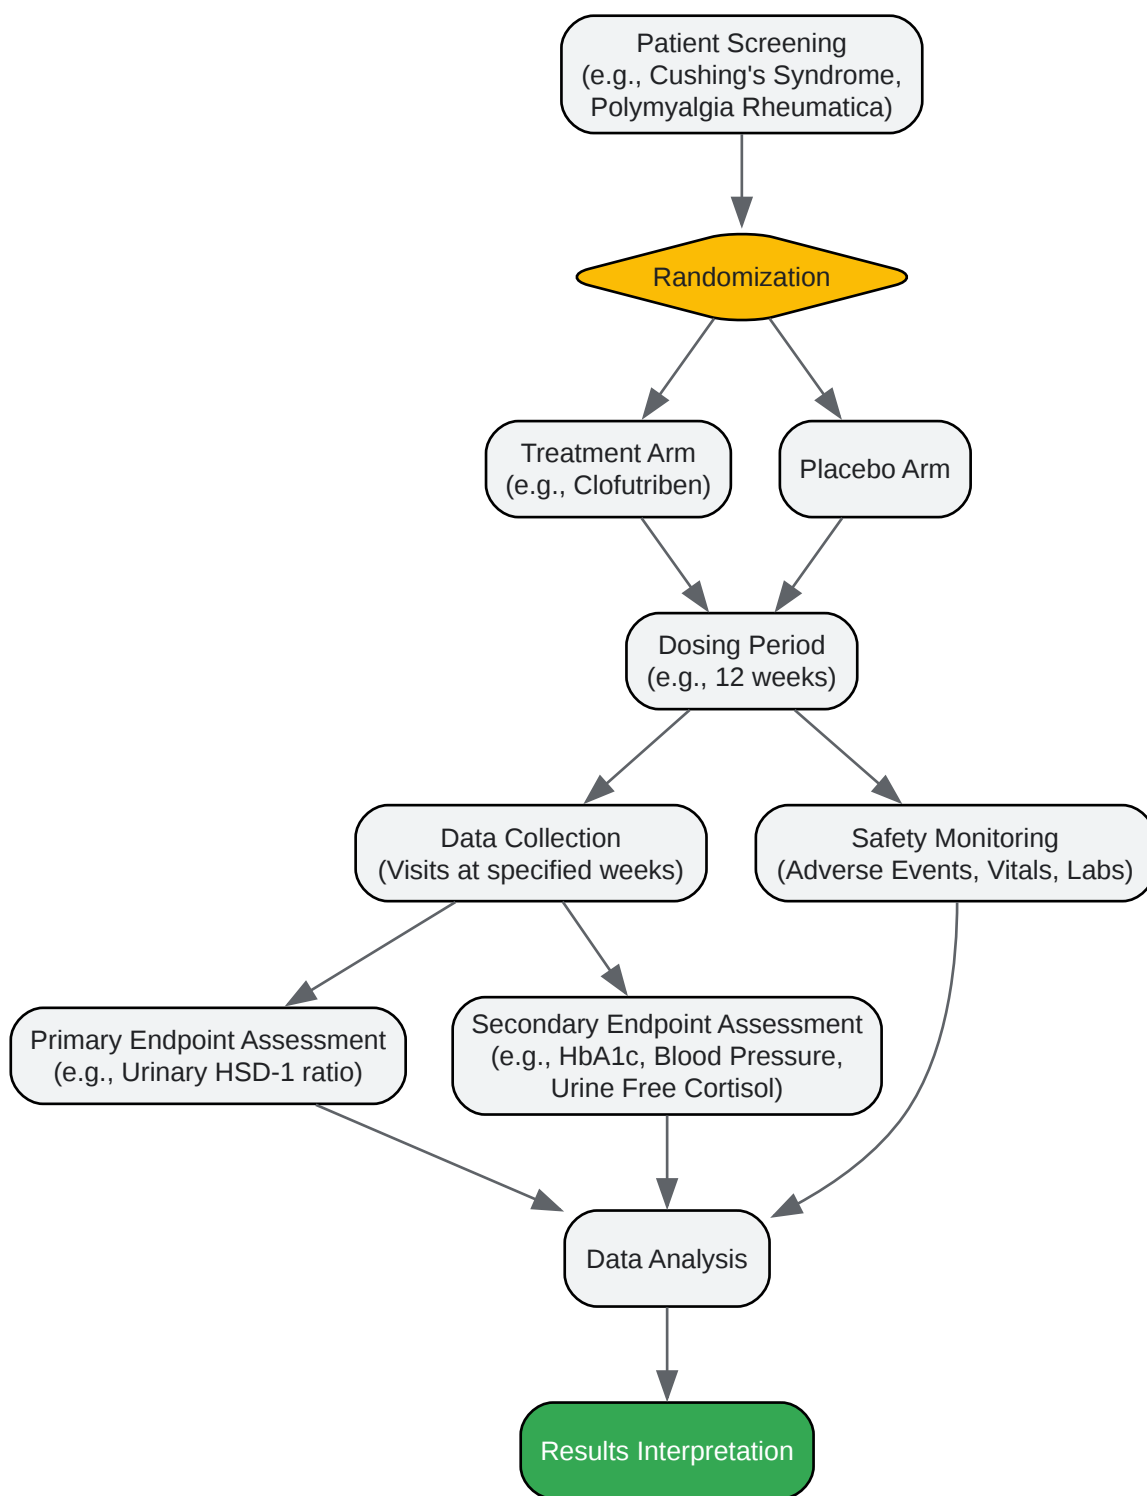 Patient Screening
(e.g., Cushing's Syndrome,
Polymyalgia Rheumatica)
Randomization
Treatment Arm
(e.g., Clofutriben)
Placebo Arm
Dosing Period
(e.g., 12 weeks)
Data Collection
(Visits at specified weeks)
Safety Monitoring
(Adverse Events, Vitals, Labs)
Primary Endpoint Assessment
(e.g., Urinary HSD-1 ratio)
Secondary Endpoint Assessment
(e.g., HbA1c, Blood Pressure,
Urine Free Cortisol)
Data Analysis
Results Interpretation